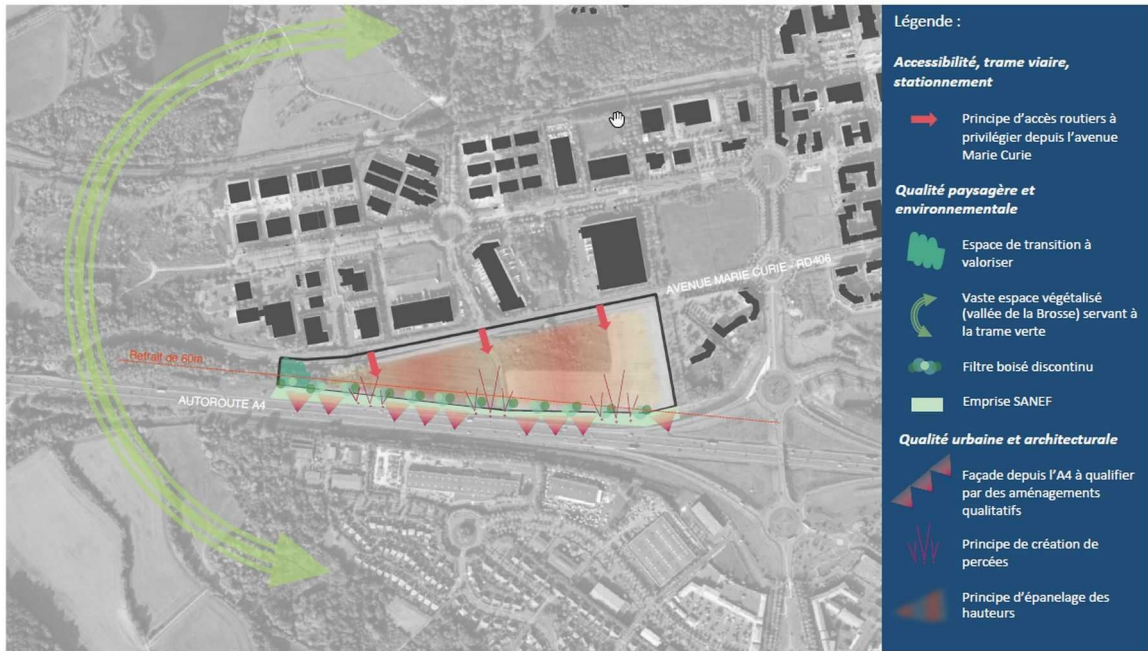 Retrait de 60m
AUTOROUTE A4
AVENUE MARIE CURIE - RD406
Légende :
Accessibilité, trame viaire,
stationnement
Principe d'accès routiers à
privilégier depuis l'avenue
Marie Curie
Qualité paysagère et
environnementale
Espace de transition à
valoriser
Vaste espace végétalisé
(vallée de la Brosse) servant à
la trame verte
Filtre boisé discontinu
Emprise SANEF
Qualité urbaine et architecturale
Façade depuis l'A4 à qualifier
par des aménagements
qualitatifs
Principe de création de
percées
Principe d'épanelage des
hauteurs